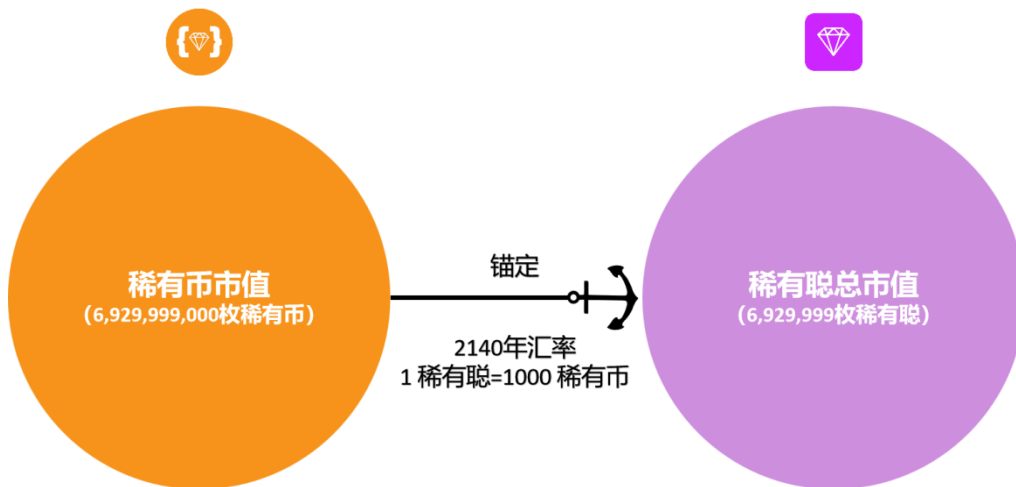 稀有币市值
（6,929,999,000枚稀有币）
锚定
2140年汇率
1 稀有聪=1000 稀有币
稀有聪总市值
（6,929,999枚稀有聪）